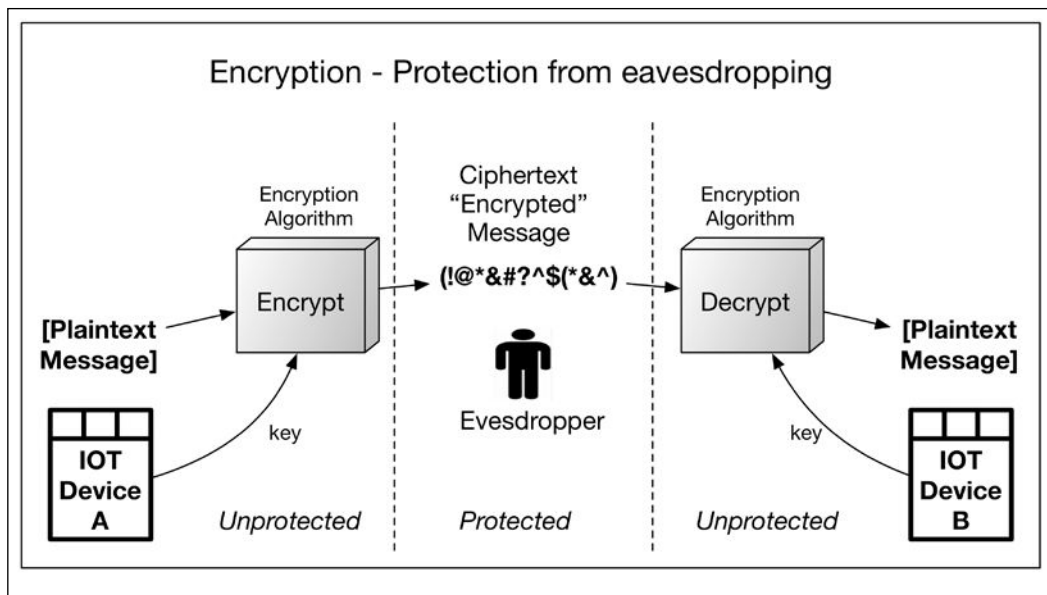 Encryption - Protection from eavesdropping
Encryption
Algorithm
Encrypt
[Plaintext
Message]
key
IOT
Device
A
Unprotected
Ciphertext
“Encrypted”
Message
(!@*&#?^$(*&^)
Evesdropper
Protected
Encryption
Algorithm
Decrypt
[Plaintext
Message]
key
IOT
Device
B
Unprotected